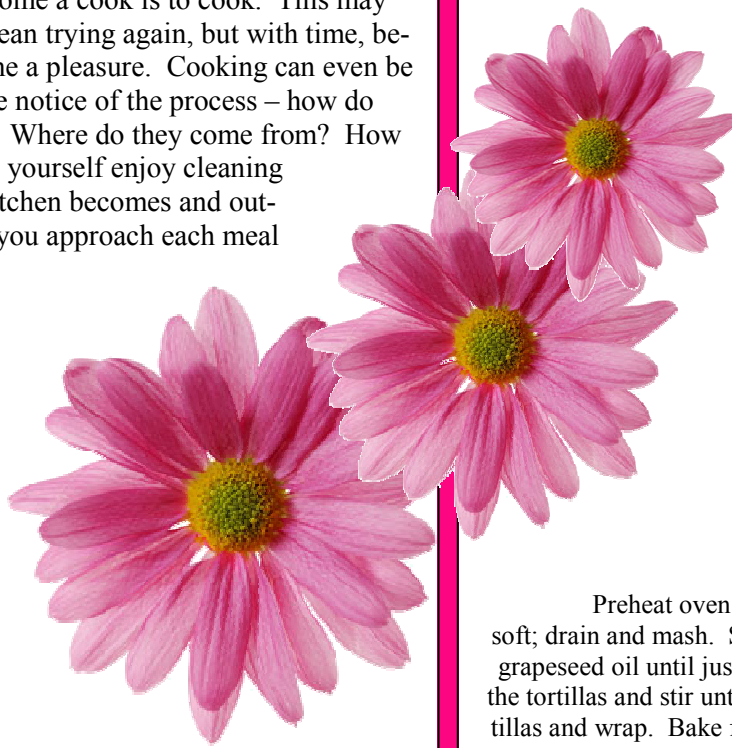 ome a cook is to cook. This may
ean trying again, but with time, be-
ne a pleasure. Cooking can even be
e notice of the process – how do
Where do they come from? How
yourself enjoy cleaning
tchen becomes and out-
you approach each meal
Preheat oven
soft; drain and mash. S
grapeseed oil until jus
the tortillas and stir unt
tillas and wrap. Bake